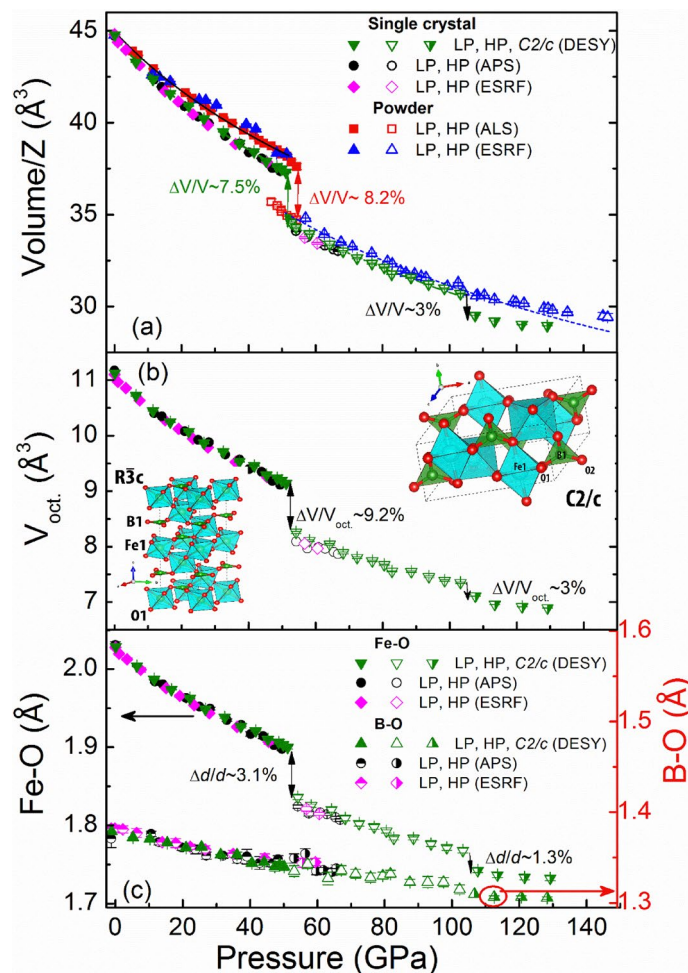 Single crystal
LP, HP, C2/c (DESY)
LP, HP (APS)
LP, HP (ESRF)
Powder
LP, HP (ALS)
LP, HP (ESRF)
45
40
35
30
Volume/Z (Å³)
ΔV/V~7.5%
ΔV/V~ 8.2%
ΔV/V~3%
(a)
(b)
11
10
9
8
7
V oct. (Å³)
R3̅c
B1
Fe1
O1
ΔV/V oct. ~9.2%
Fe1
B1
O1
O2
C2/c
ΔV/V oct. ~3%
Fe-O
LP, HP, C2/c (DESY)
LP, HP (APS)
LP, HP (ESRF)
B-O
LP, HP, C2/c (DESY)
LP, HP (APS)
LP, HP (ESRF)
2.0
1.9
1.8
1.7
Fe-O (Å)
Δd/d~3.1%
Δd/d~1.3%
(c)
1.6
1.5
1.4
1.3
B-O (Å)
0 20 40 60 80 100 120 140
Pressure (GPa)